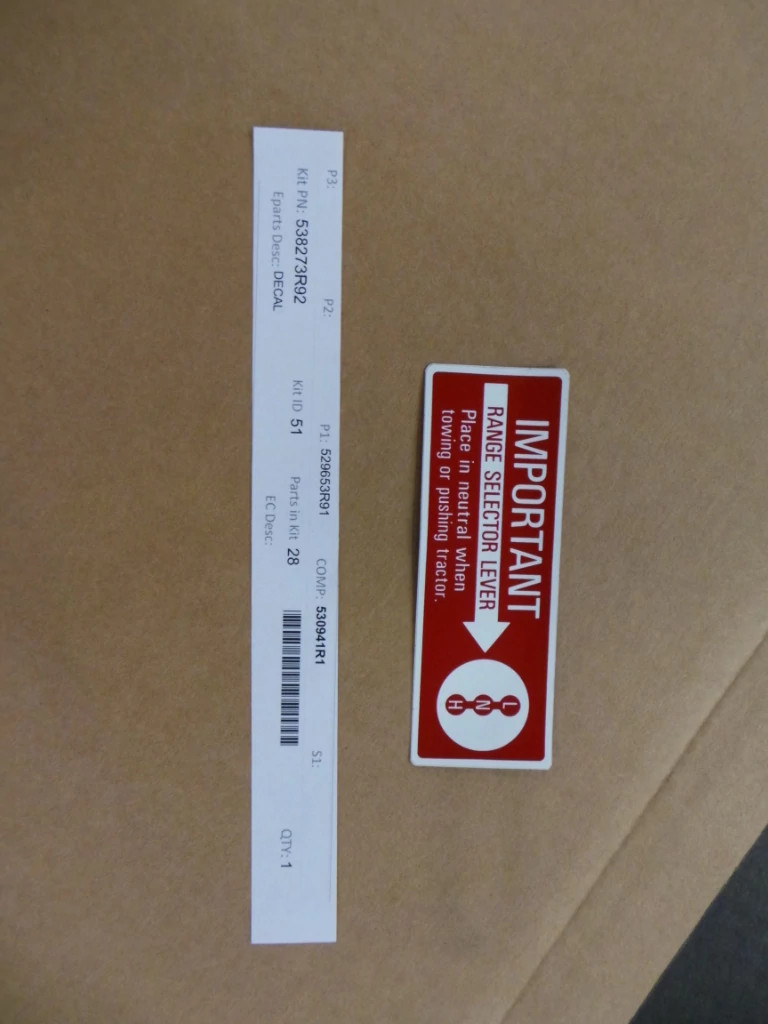 P3: P2: P1: 529653R91 COMP: 530941R1 S1:
Kit PN: 538273R92 Kit ID 51 Parts in Kit 28 QTY: 1
Eparts Desc: DECAL EC Desc:
IMPORTANT
RANGE SELECTOR LEVER
Place in neutral when
towing or pushing tractor.
L
N
H